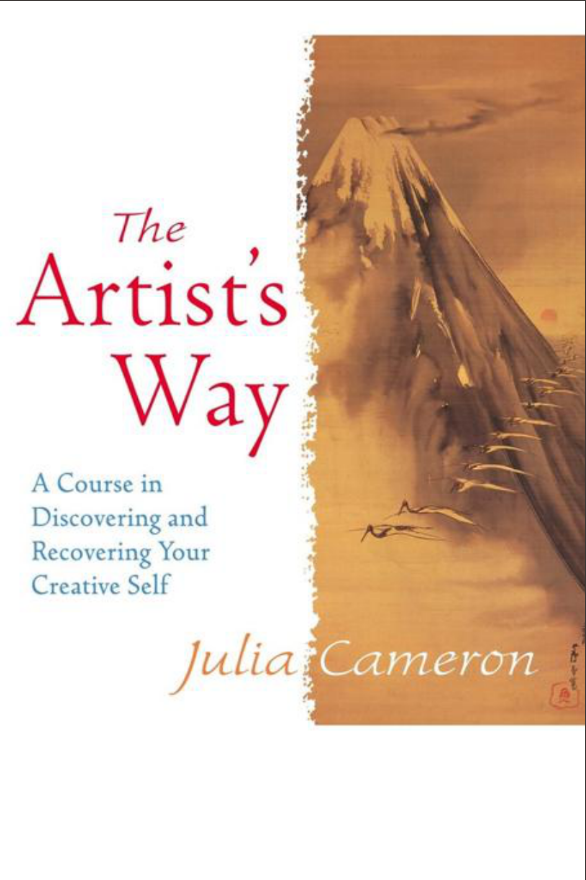 The
Artist's
Way
A Course in
Discovering and
Recovering Your
Creative Self
Julia Cameron